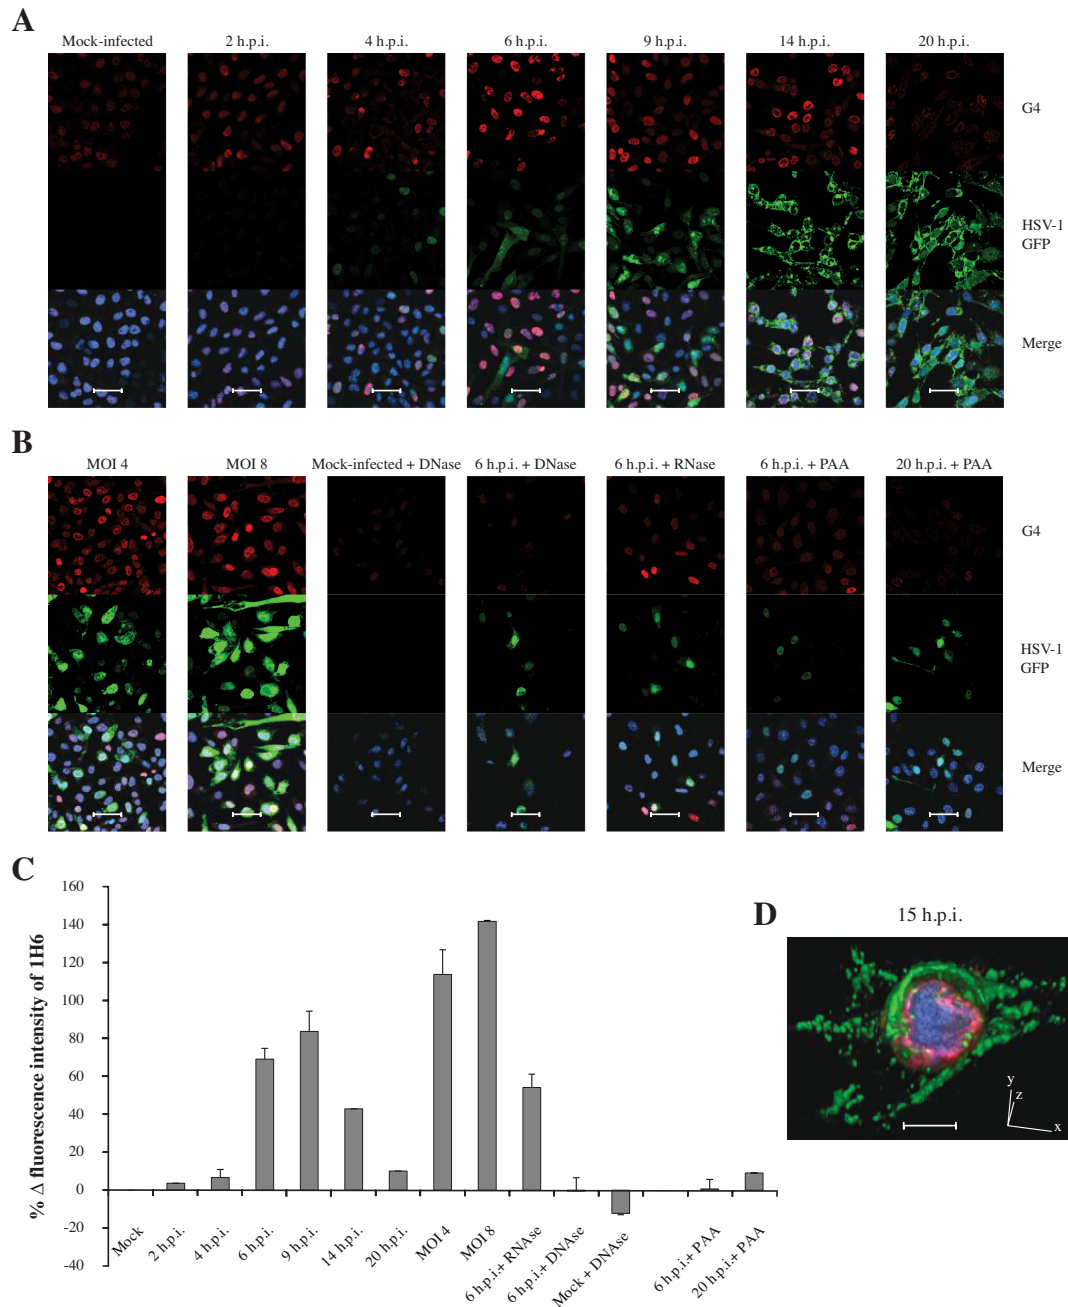 A
Mock-infected 2 h.p.i. 4 h.p.i. 6 h.p.i. 9 h.p.i. 14 h.p.i. 20 h.p.i.
G4
HSV-1
GFP
Merge
B
MOI 4 MOI 8 Mock-infected + DNase 6 h.p.i. + DNase 6 h.p.i. + RNase 6 h.p.i. + PAA 20 h.p.i. + PAA
G4
HSV-1
GFP
Merge
C
% Δ fluorescence intensity of 1H6
160
140
120
100
80
60
40
20
0
-20
-40
Mock
2 h.p.i.
4 h.p.i.
6 h.p.i.
9 h.p.i.
14 h.p.i.
20 h.p.i.
MOI 4
MOI 8
6 h.p.i.+ RNAse
6 h.p.i.+ DNAse
Mock + DNAse
6 h.p.i.+ PAA
20 h.p.i.+ PAA
D
15 h.p.i.
y
z
x